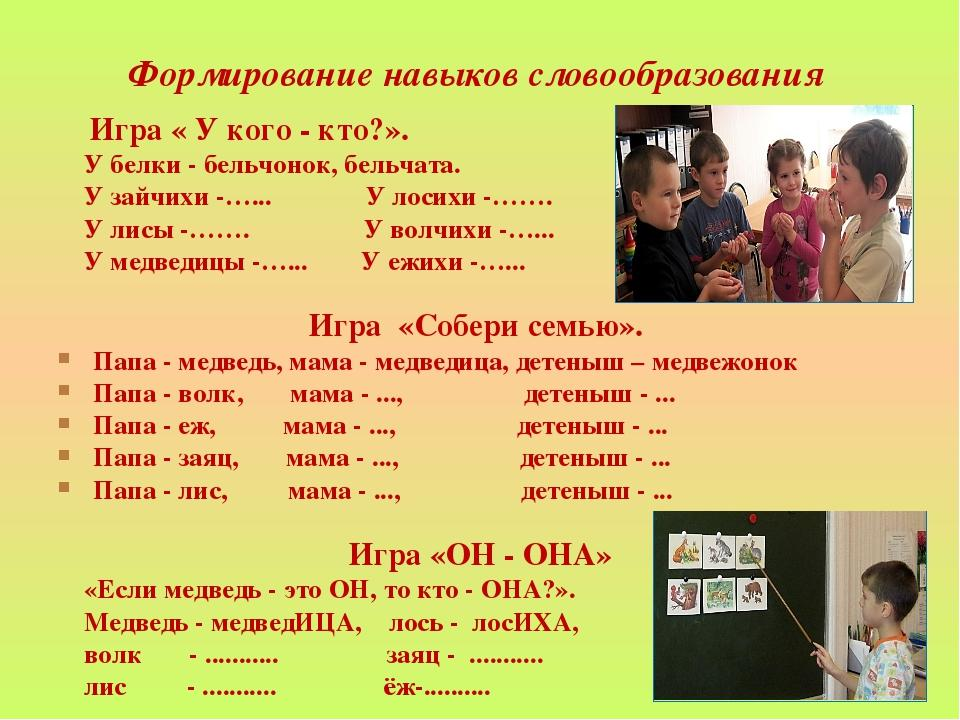 Формирование навыков словообразования
Игра « У кого - кто?».
У белки - бельчонок, бельчата.
У зайчихи -…... У лосихи -…….
У лисы -……. У волчихи -…...
У медведицы -…... У ежихи -…...
Игра «Собери семью».
Папа - медведь, мама - медведица, детеныш – медвежонок
Папа - волк, мама - ..., детеныш - ...
Папа - еж, мама - ..., детеныш - ...
Папа - заяц, мама - ..., детеныш - ...
Папа - лис, мама - ..., детеныш - ...
Игра «ОН - ОНА»
«Если медведь - это ОН, то кто - ОНА?».
Медведь - медведИЦА, лось - лосИХА,
волк - ........... заяц - ...........
лис - ........... ёж-..........